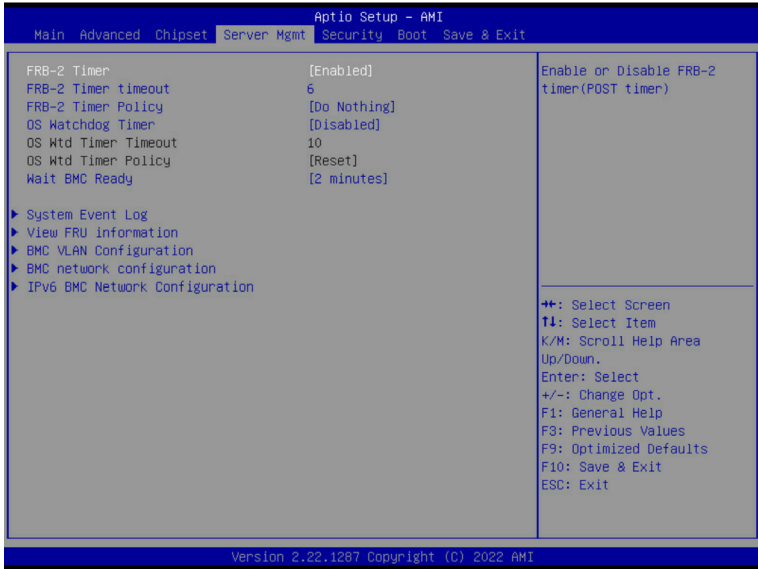 Aptio Setup - AMI
Main Advanced Chipset Server Mgmt Security Boot Save & Exit
FRB-2 Timer [Enabled]
FRB-2 Timer timeout 6
FRB-2 Timer Policy [Do Nothing]
OS Watchdog Timer [Disabled]
OS Wtd Timer Timeout 10
OS Wtd Timer Policy [Reset]
Wait BMC Ready [2 minutes]
System Event Log
View FRU information
BMC VLAN Configuration
BMC network configuration
IPv6 BMC Network Configuration
Enable or Disable FRB-2
timer(POST timer)
→←: Select Screen
↑↓: Select Item
K/M: Scroll Help Area
Up/Down.
Enter: Select
+/-: Change Opt.
F1: General Help
F3: Previous Values
F9: Optimized Defaults
F10: Save & Exit
ESC: Exit
Version 2.22.1287 Copyright (C) 2022 AMI